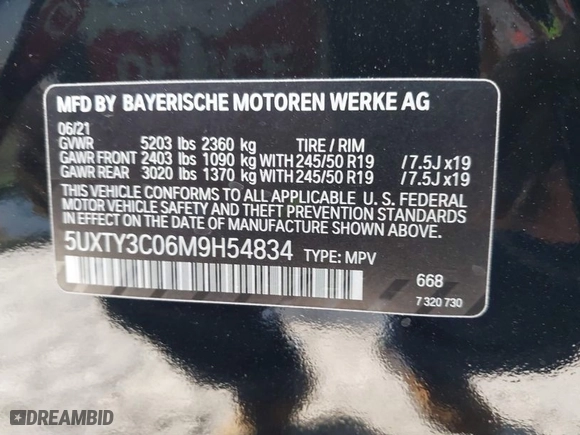 MFD BY BAYERISCHE MOTOREN WERKE AG
06/21
GVWR 5203 lbs 2360 kg TIRE / RIM
GAWR FRONT 2403 lbs 1090 kg WITH 245/50 R19 /7.5J x19
GAWR REAR 3020 lbs 1370 kg WITH 245/50 R19 /7.5J x19
THIS VEHICLE CONFORMS TO ALL APPLICABLE U. S. FEDERAL
MOTOR VEHICLE SAFETY AND THEFT PREVENTION STANDARDS
IN EFFECT ON THE DATE OF MANUFACTURE SHOWN ABOVE.
5UXTY3C06M9H54834 TYPE: MPV
668
7 320 730
DREAMBID